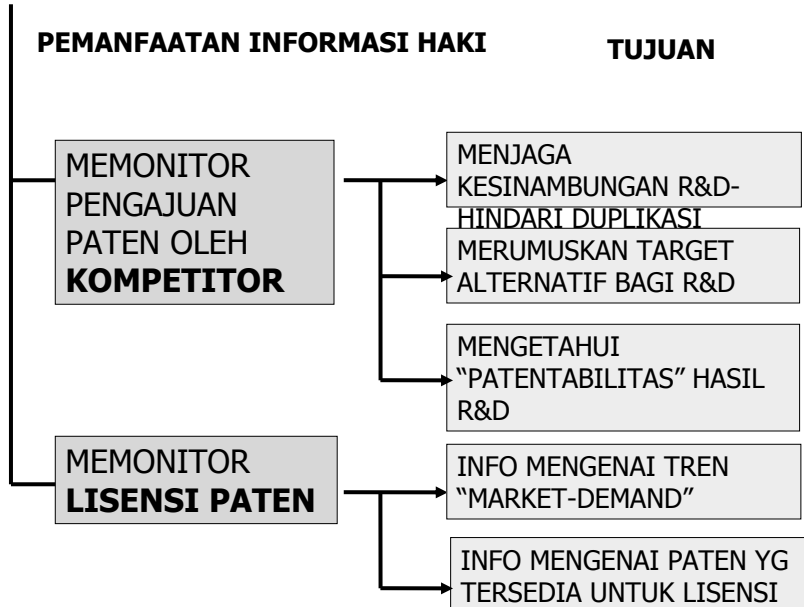 PEMANFAATAN INFORMASI HAKI
TUJUAN
MEMONITOR
PENGAJUAN
PATEN OLEH
KOMPETITOR
MENJAGA
KESINAMBUNGAN R&D-
HINDARI DUPLIKASI
MERUMUSKAN TARGET
ALTERNATIF BAGI R&D
MENGETAHUI
“PATENTABILITAS” HASIL
R&D
MEMONITOR
LISENSI PATEN
INFO MENGENAI TREN
“MARKET-DEMAND”
INFO MENGENAI PATEN YG
TERSEDIA UNTUK LISENSI